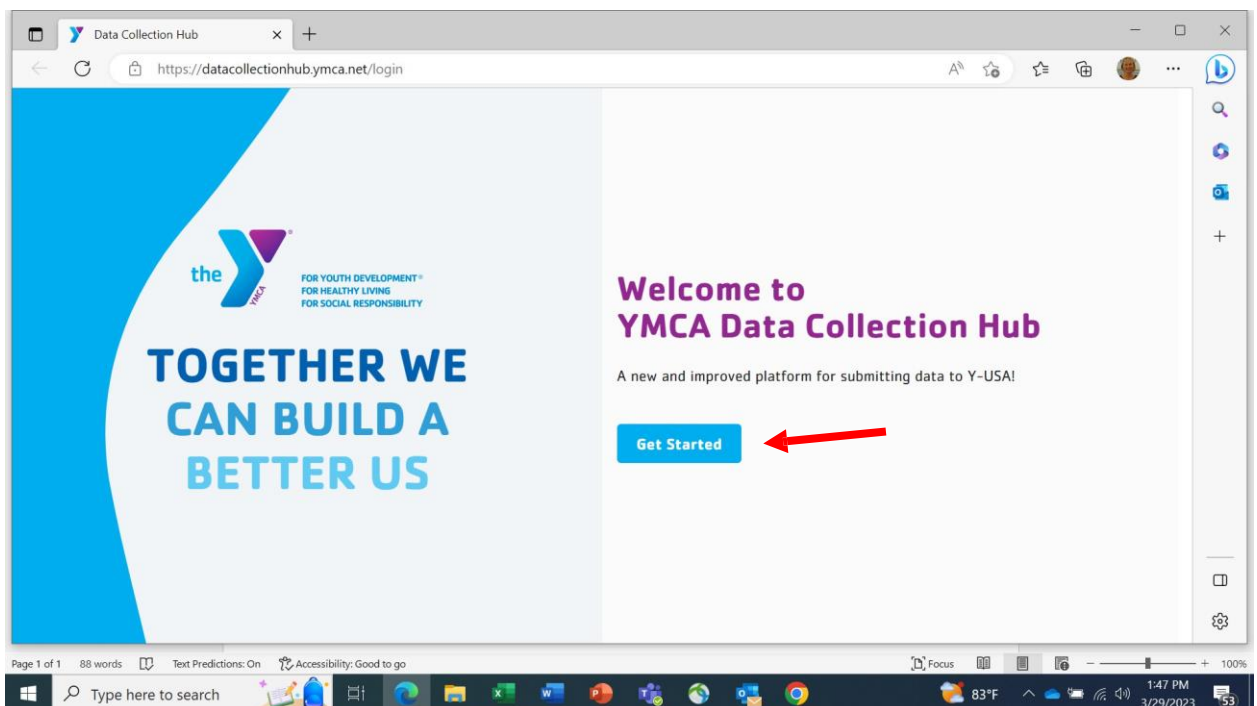 Data Collection Hub
https://datacollectionhub.ymca.net/login
the
YMCA
FOR YOUTH DEVELOPMENT®
FOR HEALTHY LIVING
FOR SOCIAL RESPONSIBILITY
TOGETHER WE
CAN BUILD A
BETTER US
Welcome to
YMCA Data Collection Hub
A new and improved platform for submitting data to Y-USA!
Get Started
Page 1 of 1 88 words Text Predictions: On Accessibility: Good to go Focus 100%
Type here to search 83°F 1:47 PM
3/29/2023 53